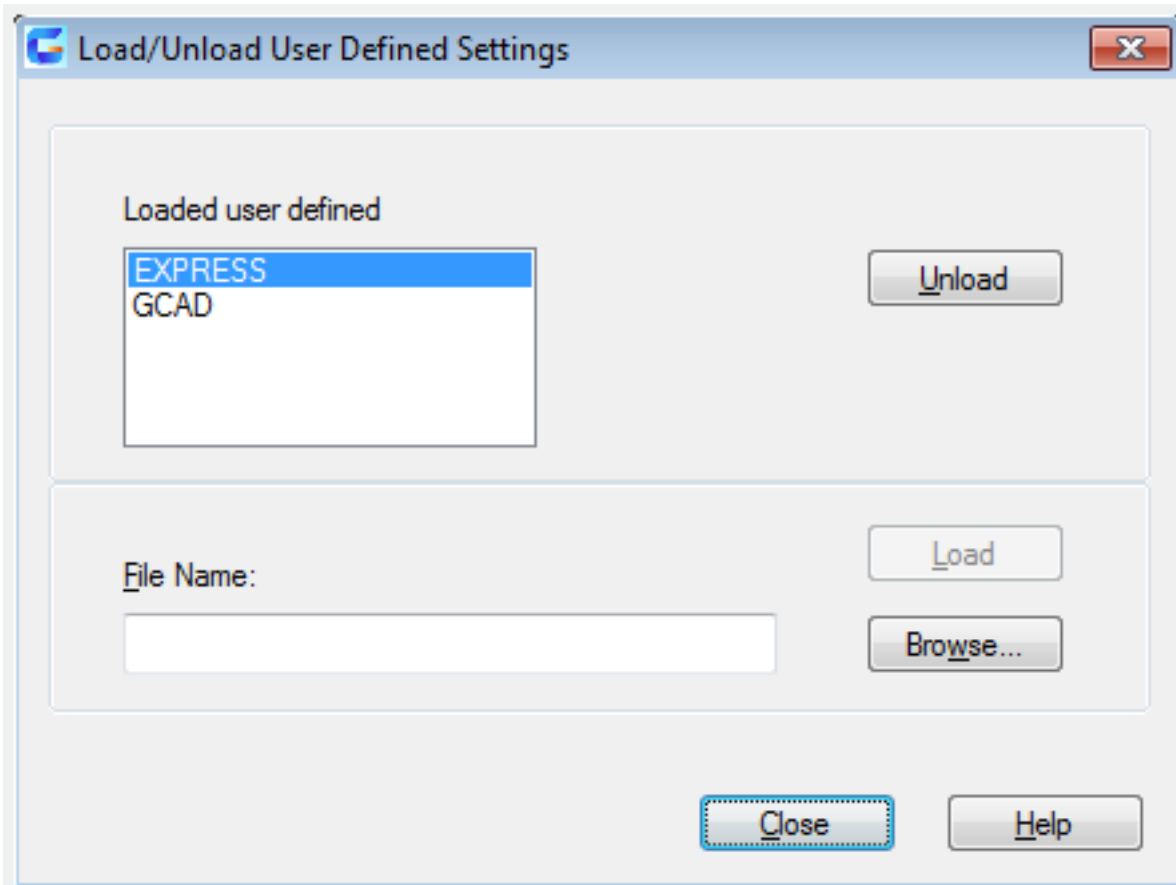 Load/Unload User Defined Settings
Loaded user defined
EXPRESS
GCAD
Unload
Load
File Name:
Browse...
Close
Help